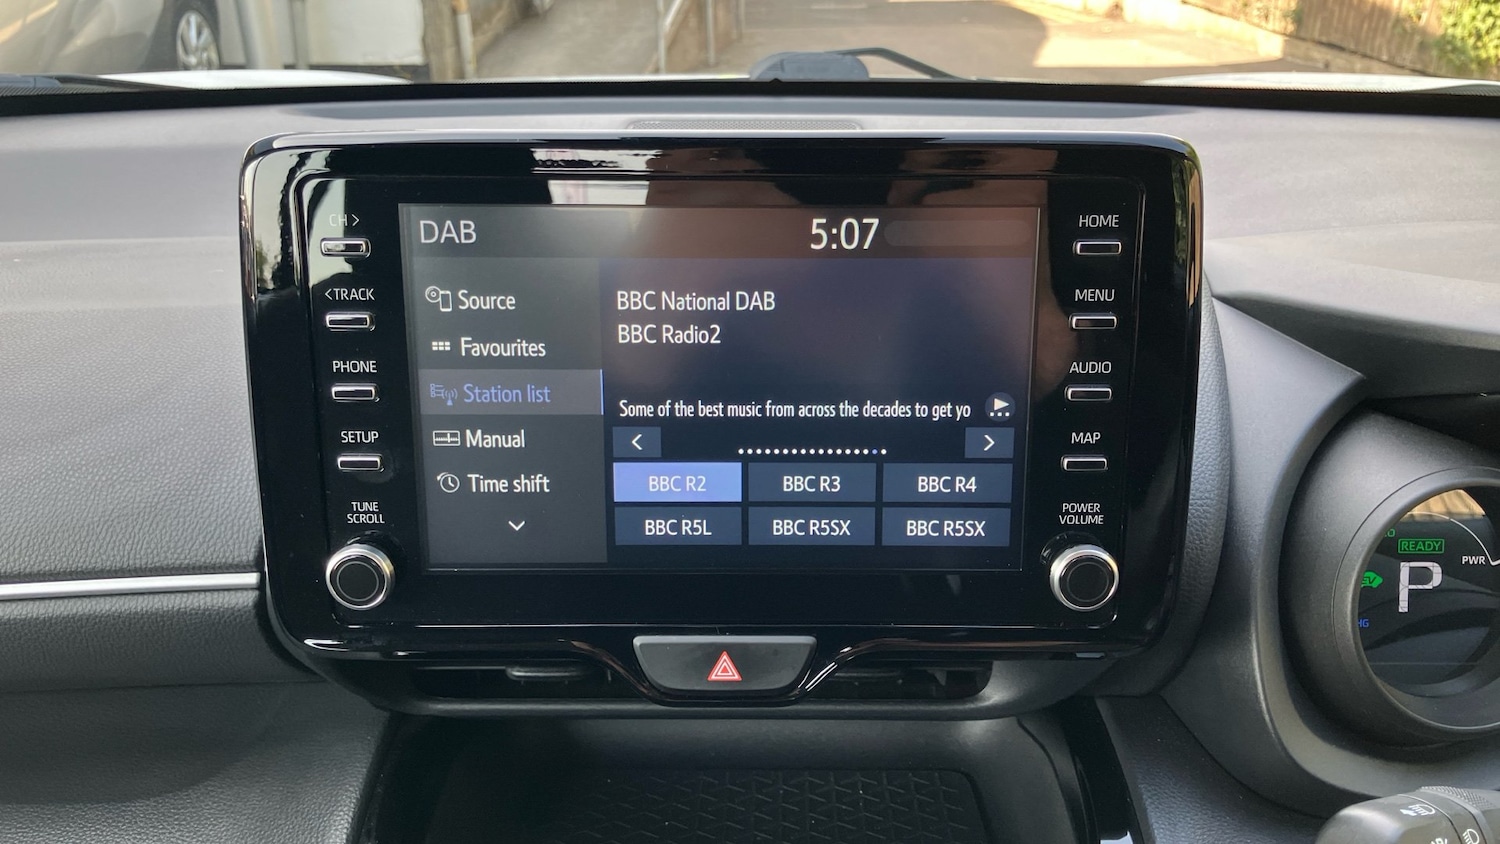 CH >
< TRACK
PHONE
SETUP
TUNE
SCROLL
DAB
5:07
Source
Favourites
Station list
Manual
Time shift
BBC National DAB
BBC Radio2
Some of the best music from across the decades to get yo
BBC R2
BBC R3
BBC R4
BBC R5L
BBC R5SX
BBC R5SX
HOME
MENU
AUDIO
MAP
POWER
VOLUME
READY
PWR
EV
P